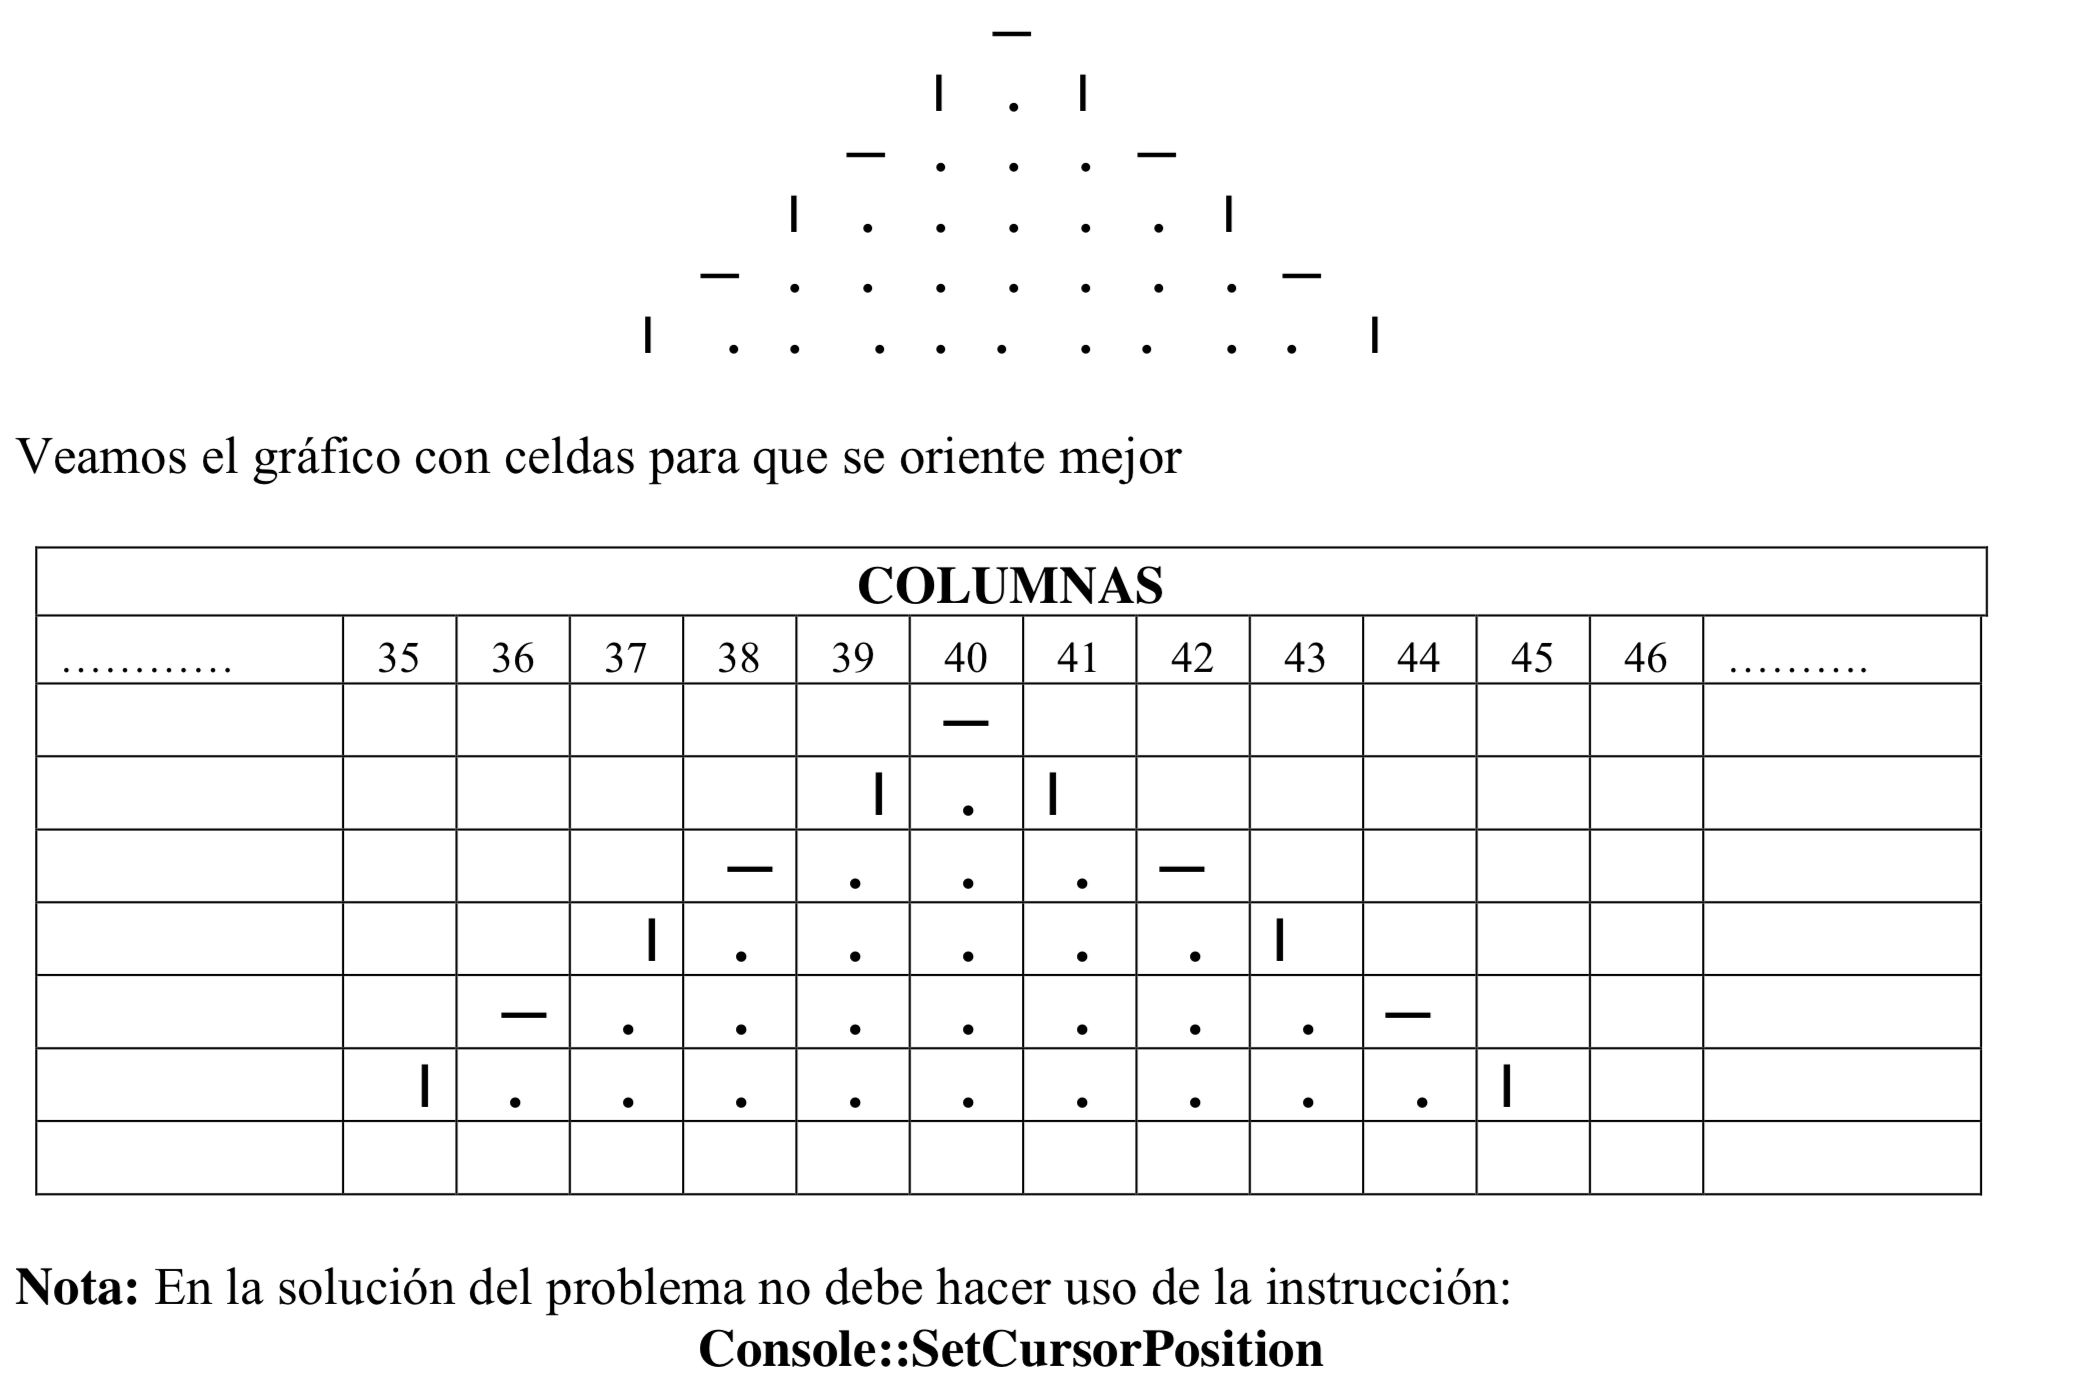 —
| . |
— . . . —
| . . . . . |
— . . . . . . . —
| . . . . . . . . . |
Veamos el gráfico con celdas para que se oriente mejor
COLUMNAS
………… 35 36 37 38 39 40 41 42 43 44 45 46 ……….
—
| . |
— . . . —
| . . . . . |
— . . . . . . . —
| . . . . . . . . . |
Nota: En la solución del problema no debe hacer uso de la instrucción:
Console::SetCursorPosition